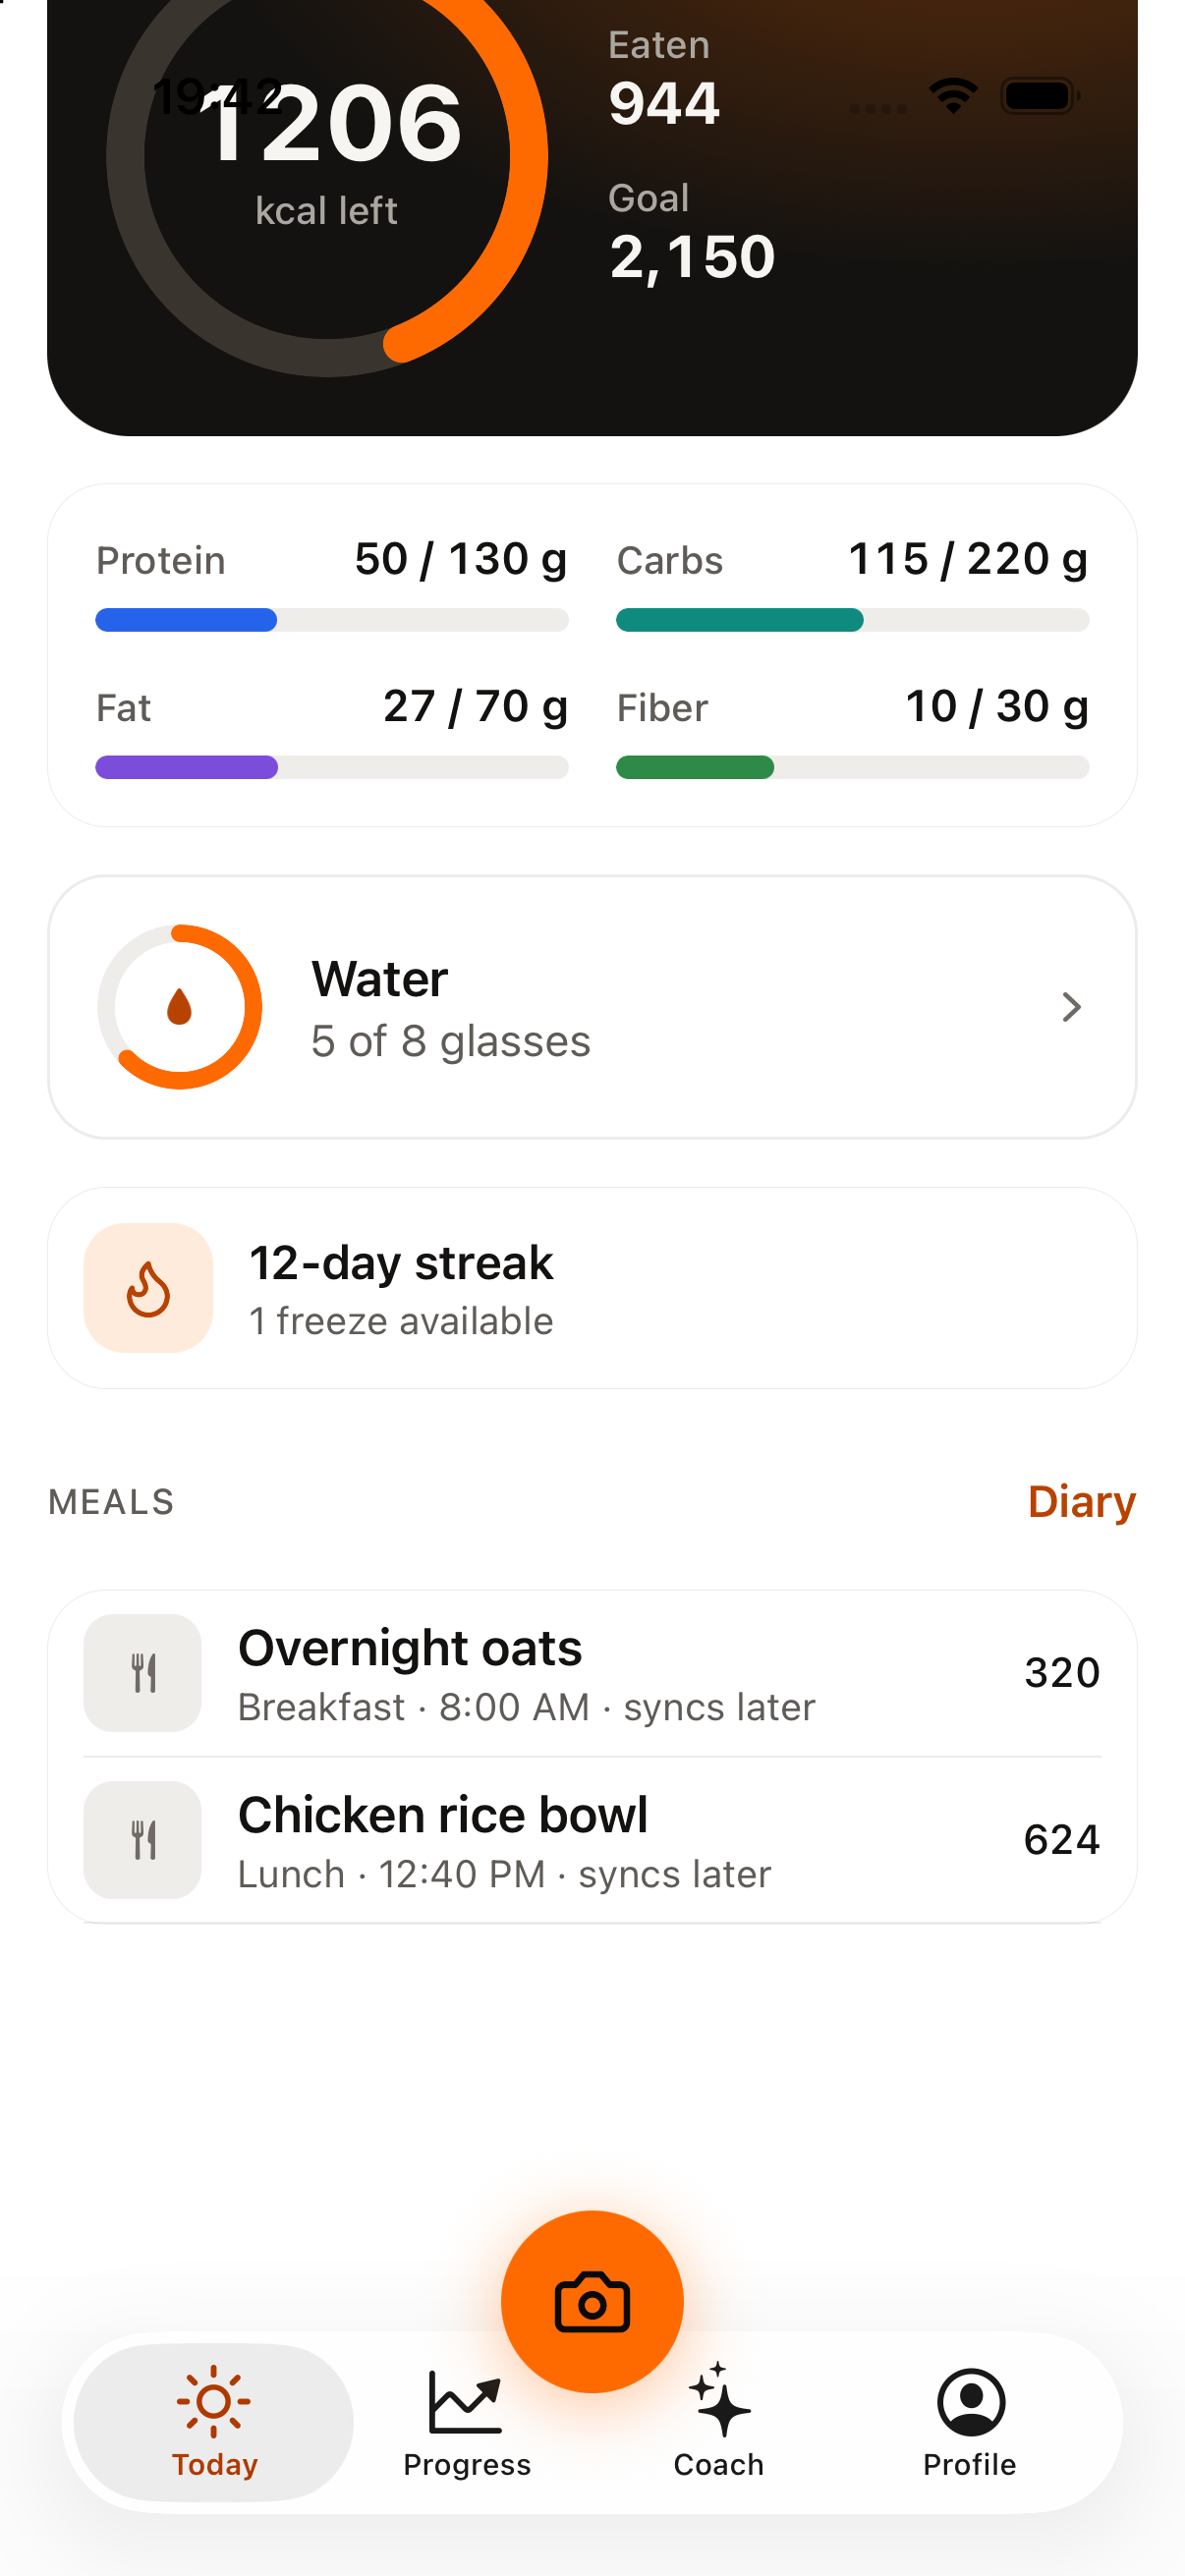 19:42
1206
kcal left
Eaten
944
Goal
2,150
Protein 50 / 130 g
Carbs 115 / 220 g
Fat 27 / 70 g
Fiber 10 / 30 g
Water
5 of 8 glasses
12-day streak
1 freeze available
MEALS Diary
Overnight oats
Breakfast · 8:00 AM · syncs later
320
Chicken rice bowl
Lunch · 12:40 PM · syncs later
624
Today Progress Coach Profile